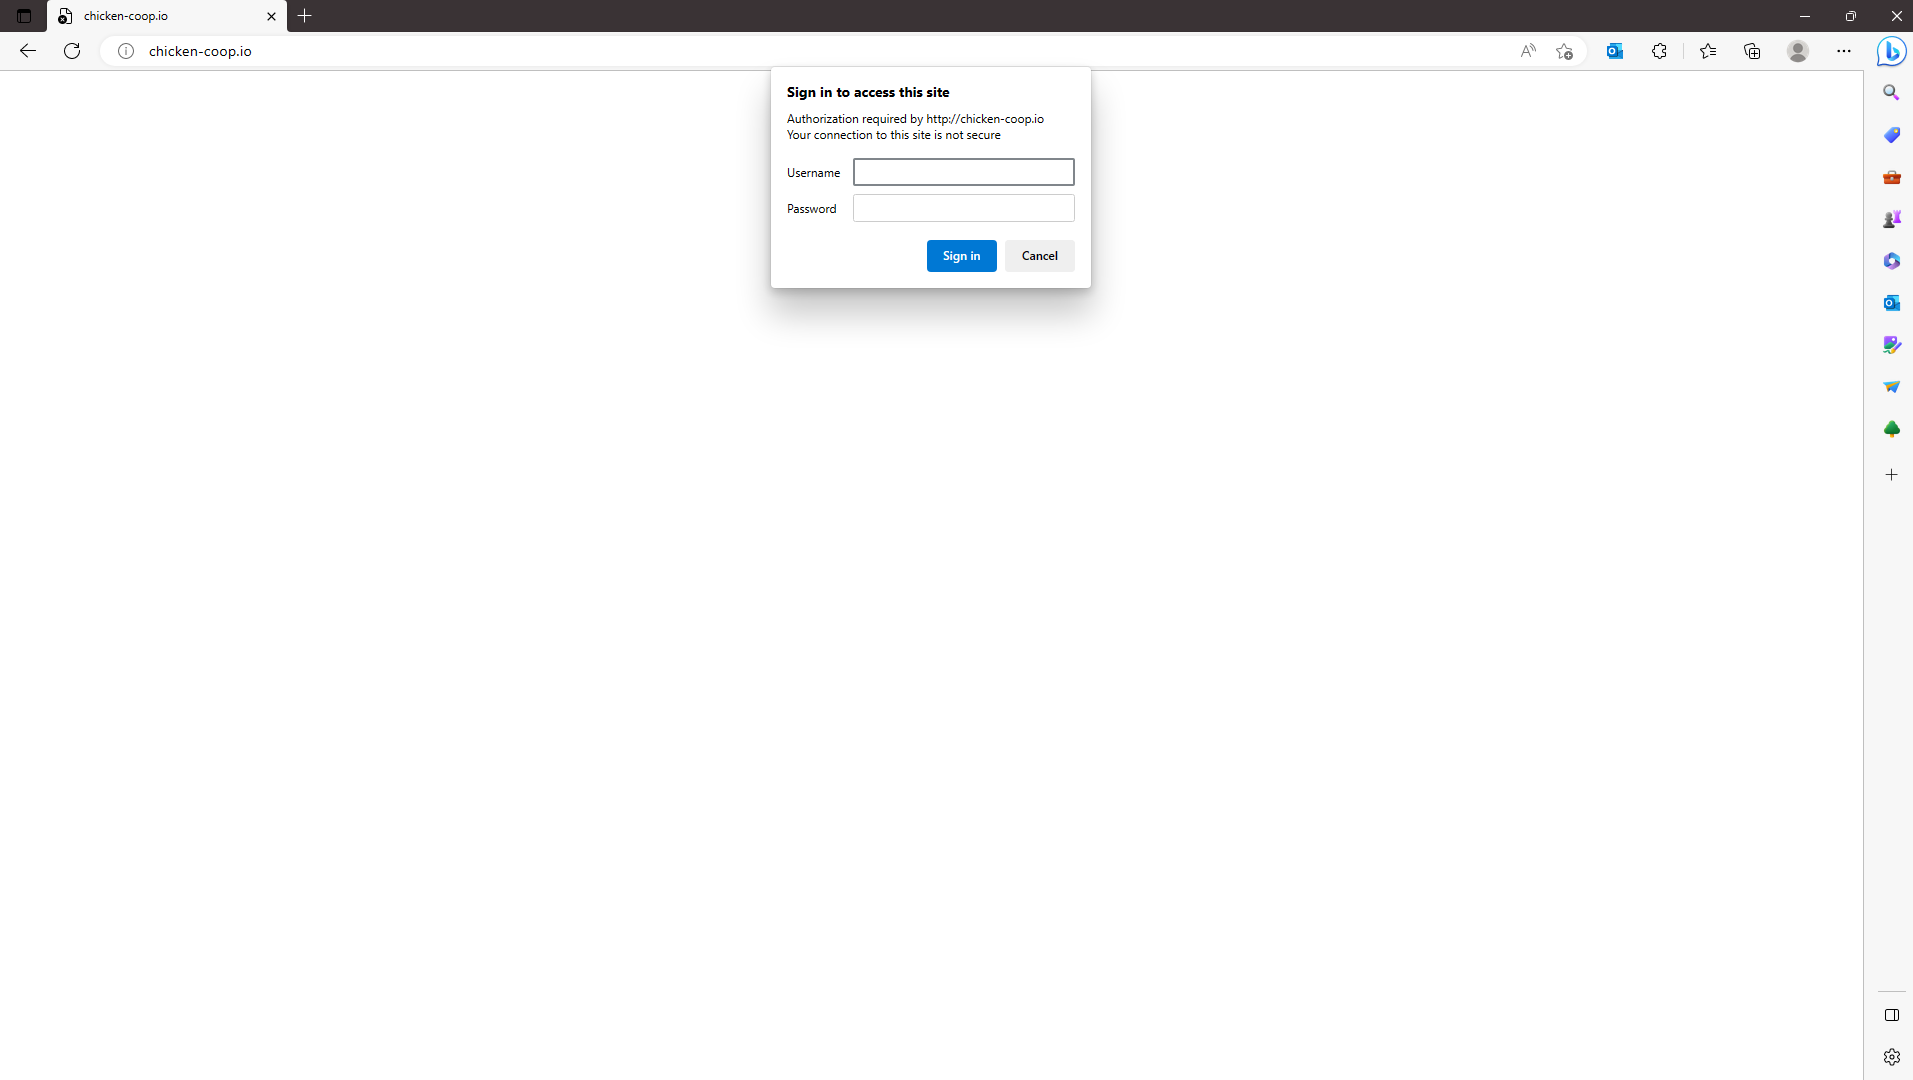 chicken-coop.io
chicken-coop.io
Sign in to access this site
Authorization required by http://chicken-coop.io
Your connection to this site is not secure
Username
Password
Sign in Cancel